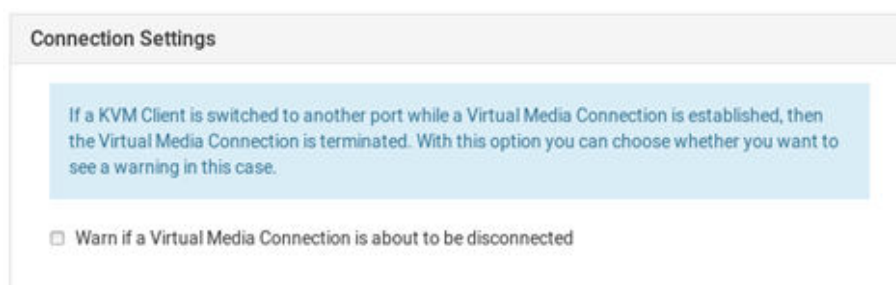 Connection Settings
If a KVM Client is switched to another port while a Virtual Media Connection is established, then
the Virtual Media Connection is terminated. With this option you can choose whether you want to
see a warning in this case.
Warn if a Virtual Media Connection is about to be disconnected